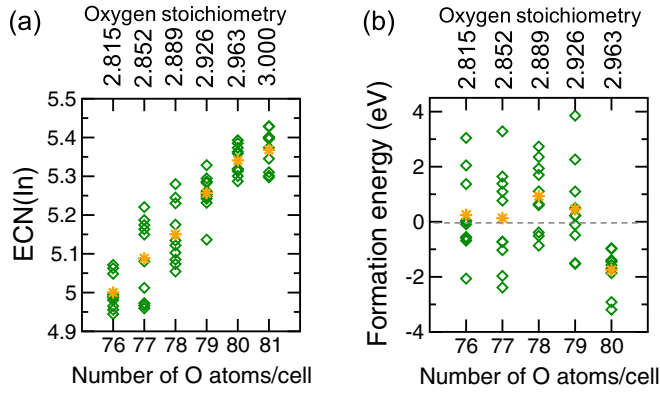 (a)
Oxygen stoichiometry
2.815
2.852
2.889
2.926
2.963
3.000
5.5
5.4
5.3
5.2
5.1
5
4.9
ECN(In)
76 77 78 79 80 81
Number of O atoms/cell
(b)
Oxygen stoichiometry
2.815
2.852
2.889
2.926
2.963
4
2
0
-2
-4
Formation energy (eV)
76 77 78 79 80
Number of O atoms/cell